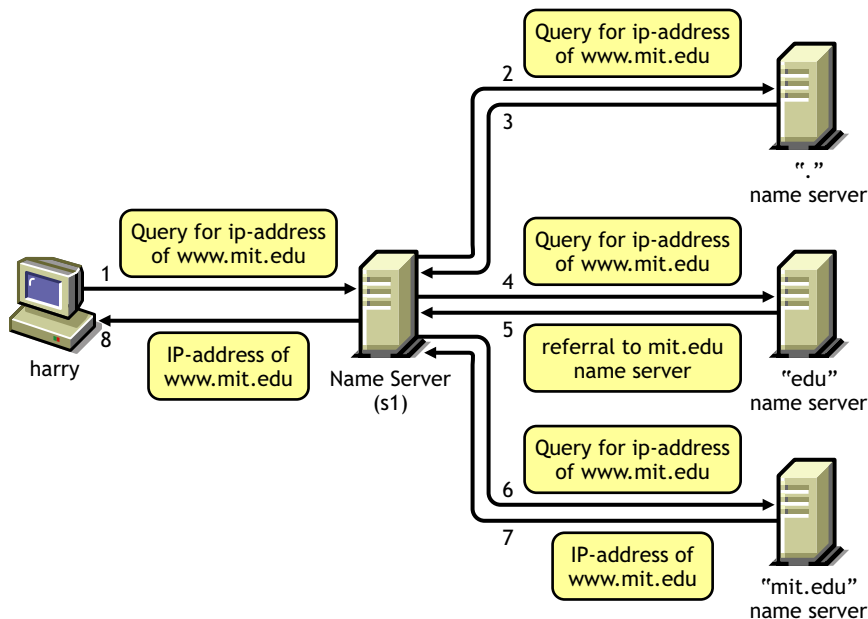 Query for ip-address
of www.mit.edu
2
3
"."
name server
Query for ip-address
of www.mit.edu
1
Query for ip-address
of www.mit.edu
4
5
8
harry
IP-address of
www.mit.edu
Name Server
(s1)
referral to mit.edu
name server
"edu"
name server
Query for ip-address
of www.mit.edu
6
7
IP-address of
www.mit.edu
"mit.edu"
name server